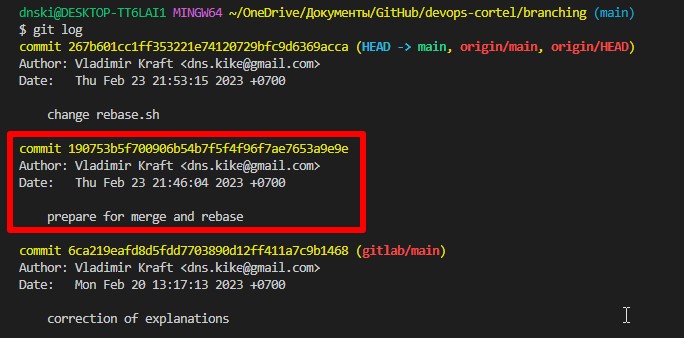 dnski@DESKTOP-TT6LAI1 MINGW64 ~/OneDrive/Документы/GitHub/devops-cortel/branching (main)
$ git log
commit 267b601cc1ff353221e74120729bfc9d6369acca (HEAD -> main, origin/main, origin/HEAD)
Author: Vladimir Kraft <dns.kike@gmail.com>
Date:   Thu Feb 23 21:53:15 2023 +0700
change rebase.sh
commit 190753b5f700906b54b7f5f4f96f7ae7653a9e9e
Author: Vladimir Kraft <dns.kike@gmail.com>
Date:   Thu Feb 23 21:46:04 2023 +0700
prepare for merge and rebase
commit 6ca219eafd8d5fdd7703890d12ff411a7c9b1468 (gitlab/main)
Author: Vladimir Kraft <dns.kike@gmail.com>
Date:   Mon Feb 20 13:17:13 2023 +0700
correction of explanations